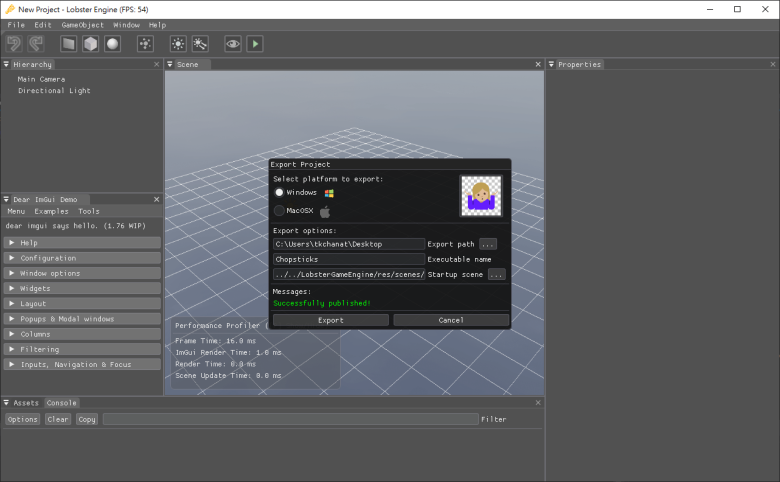 New Project - Lobster Engine (FPS: 54)
File Edit GameObject Window Help
Hierarchy
Main Camera
Directional Light
Scene
Properties
Export Project
Select platform to export:
Windows
MacOSX
Export options:
C:\Users\tkchanat\Desktop Export path ...
Chopsticks Executable name
../../LobsterGameEngine/res/scenes/ Startup scene ...
Messages:
Successfully published!
Export Cancel
Dear ImGui Demo
Menu Examples Tools
dear imgui says hello. (1.76 WIP)
Help
Configuration
Window options
Widgets
Layout
Popups & Modal windows
Columns
Filtering
Inputs, Navigation & Focus
Performance Profiler (
Frame Time: 16.0 ms
ImGui Render Time: 1.0 ms
Render Time: 0.0 ms
Scene Update Time: 0.0 ms
Assets Console
Options Clear Copy Filter